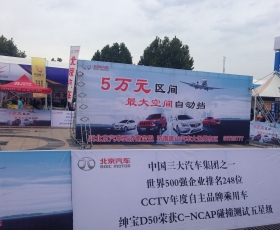 5万元区间
最大空间自动挡
北京汽车
BAIC MOTOR
中国三大汽车集团之一
世界500强企业排名248位
CCTV年度自主品牌乘用车
绅宝D50荣获C-NCAP碰撞测试五星级